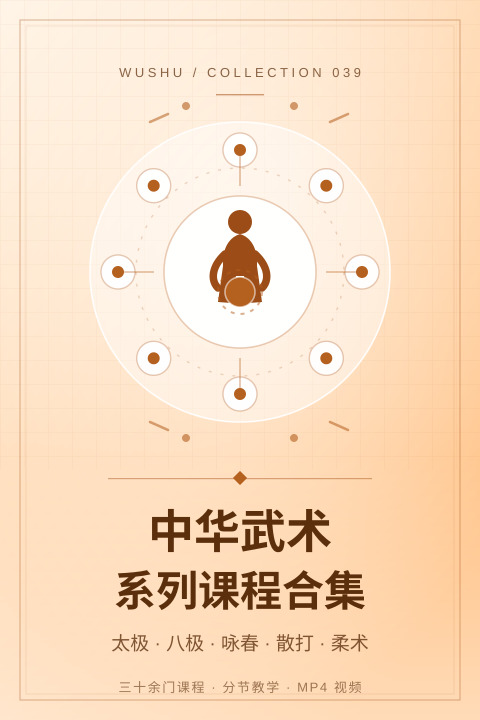 WUSHU / COLLECTION 039
中华武术
系列课程合集
太极 · 八极 · 咏春 · 散打 · 柔术
三十余门课程 · 分节教学 · MP4 视频